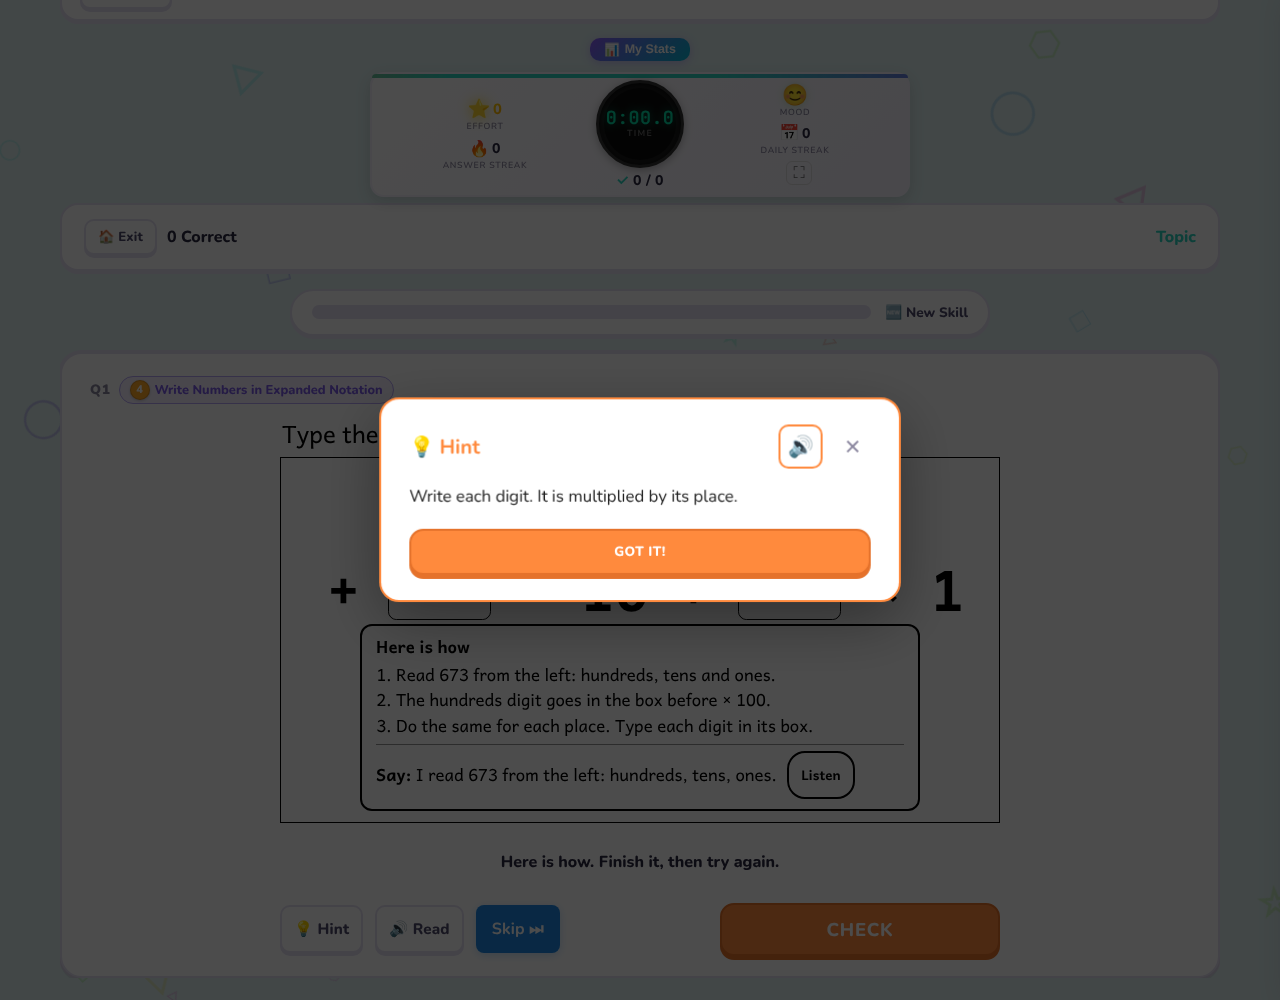 📊 My Stats
⭐ 0
EFFORT
🔥 0
ANSWER STREAK
0:00.0
TIME
✓ 0 / 0
😊
MOOD
📅 0
DAILY STREAK
🏠 Exit
0 Correct
Topic
🆕 New Skill
Q1
4 Write Numbers in Expanded Notation
Type the
💡 Hint
🔊 ✕
Write each digit. It is multiplied by its place.
GOT IT!
+ 10 1
Here is how
1. Read 673 from the left: hundreds, tens and ones.
2. The hundreds digit goes in the box before × 100.
3. Do the same for each place. Type each digit in its box.
Say: I read 673 from the left: hundreds, tens, ones.
Listen
Here is how. Finish it, then try again.
💡 Hint
🔊 Read
Skip ⏭
CHECK